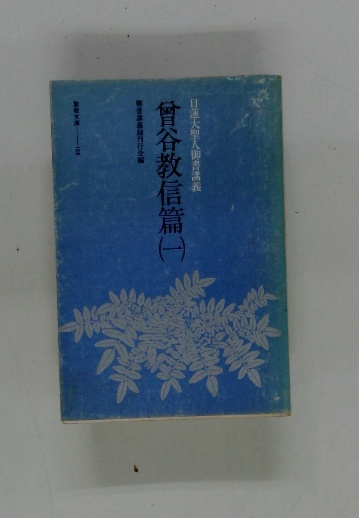 日蓮大聖人御書講義
曾谷教信篇(一)
御書講義録刊行会編
聖教文庫